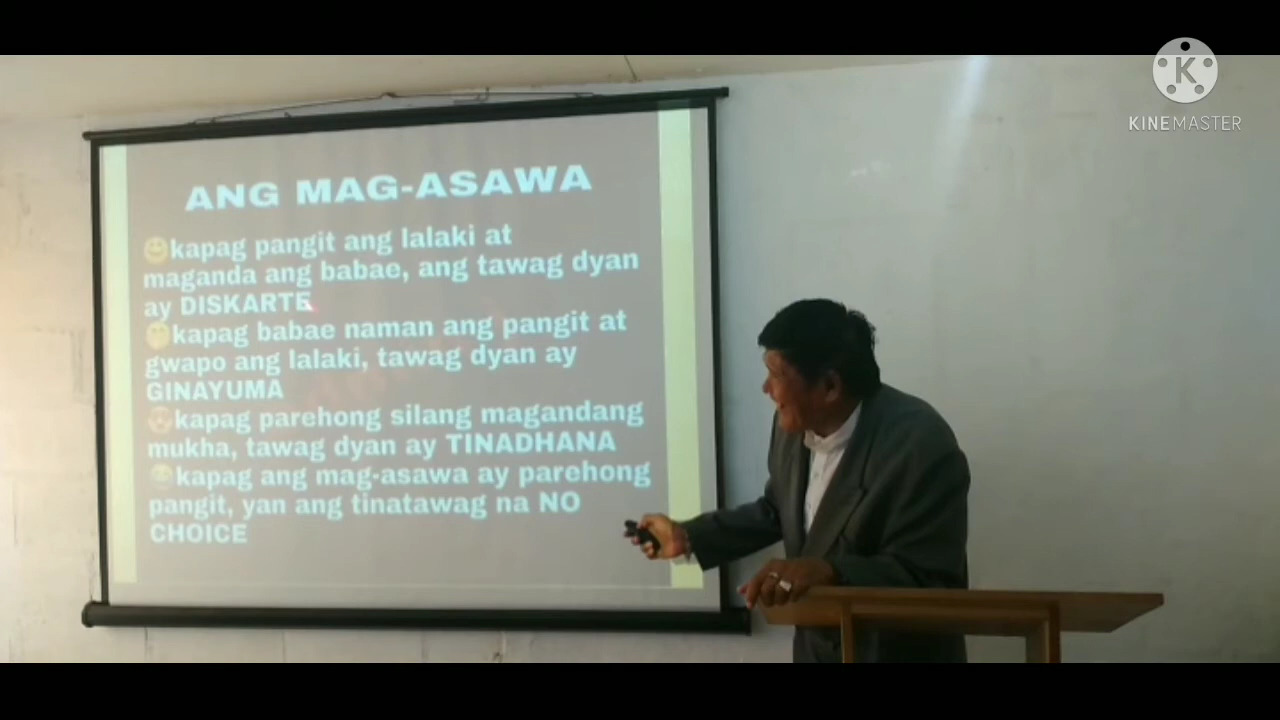 KINEMASTER
ANG MAG-ASAWA
kapag pangit ang lalaki at
maganda ang babae, ang tawag dyan
ay DISKARTE
kapag babae naman ang pangit at
gwapo ang lalaki, tawag dyan ay
GINAYUMA
kapag parehong silang magandang
mukha, tawag dyan ay TINADHANA
kapag ang mag-asawa ay parehong
pangit, yan ang tinatawag na NO
CHOICE